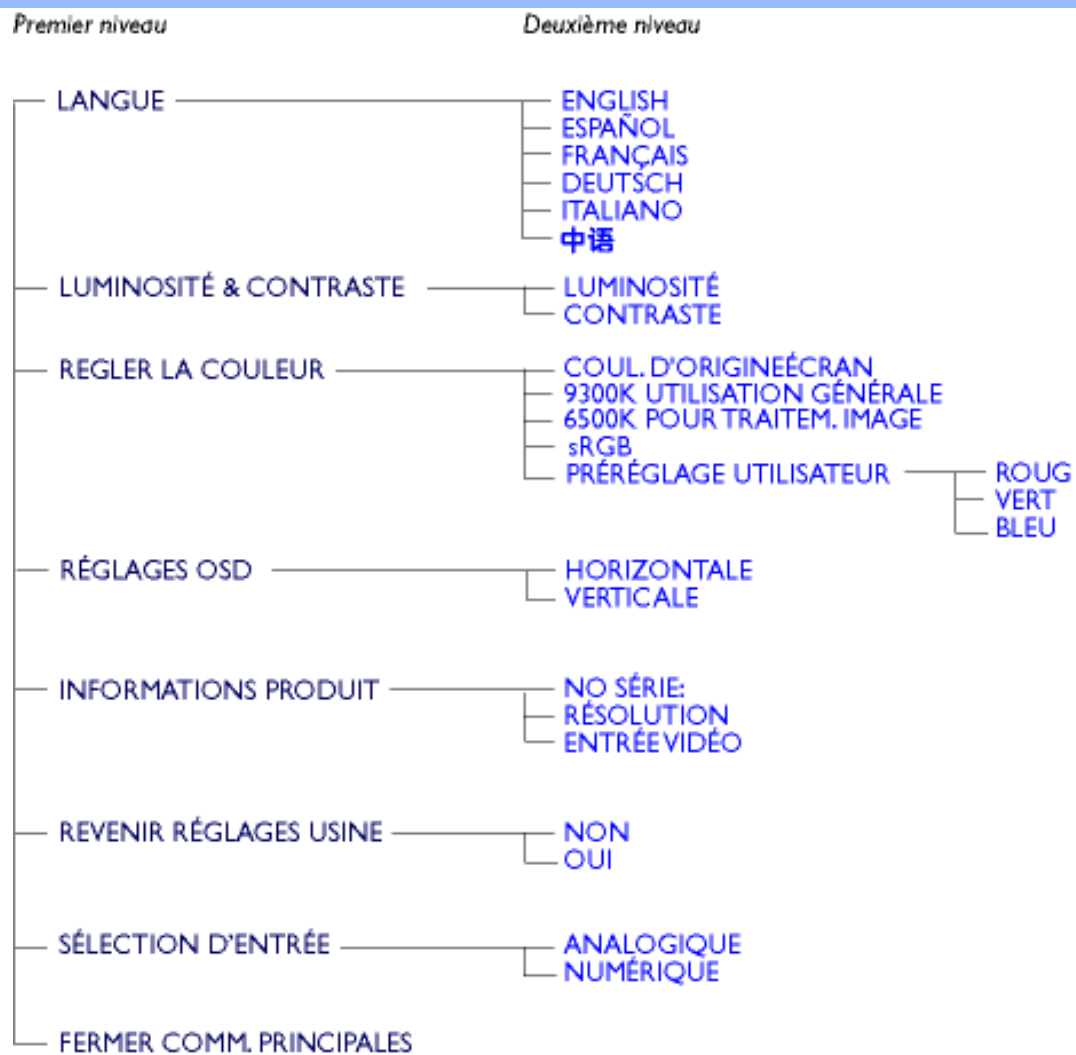 Premier niveau Deuxième niveau
LANGUE ENGLISH
ESPAÑOL
FRANÇAIS
DEUTSCH
ITALIANO
中语
LUMINOSITÉ & CONTRASTE LUMINOSITÉ
CONTRASTE
REGLER LA COULEUR COUL. D'ORIGINEÉCRAN
9300K UTILISATION GÉNÉRALE
6500K POUR TRAITEM. IMAGE
sRGB
PRÉRÉGLAGE UTILISATEUR ROUG
VERT
BLEU
RÉGLAGES OSD HORIZONTALE
VERTICALE
INFORMATIONS PRODUIT NO SÉRIE:
RÉSOLUTION
ENTRÉE VIDÉO
REVENIR RÉGLAGES USINE NON
OUI
SÉLECTION D'ENTRÉE ANALOGIQUE
NUMÉRIQUE
FERMER COMM. PRINCIPALES